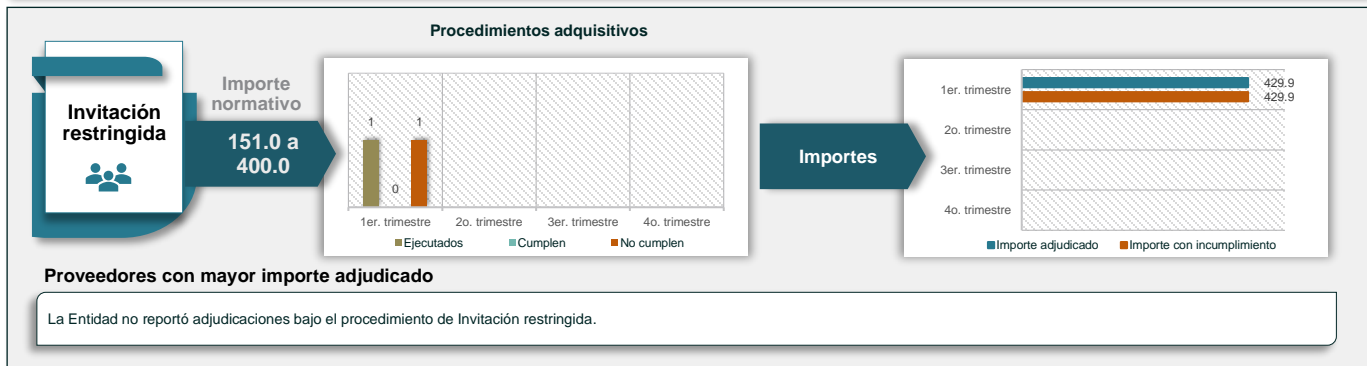 Procedimientos adquisitivos
Invitación
restringida
Importe
normativo
151.0 a
400.0
1
0
1
1er. trimestre
2o. trimestre
3er. trimestre
4o. trimestre
Ejecutados
Cumplen
No cumplen
Importes
1er. trimestre
2o. trimestre
3er. trimestre
4o. trimestre
429.9
429.9
Importe adjudicado
Importe con incumplimiento
Proveedores con mayor importe adjudicado
La Entidad no reportó adjudicaciones bajo el procedimiento de Invitación restringida.